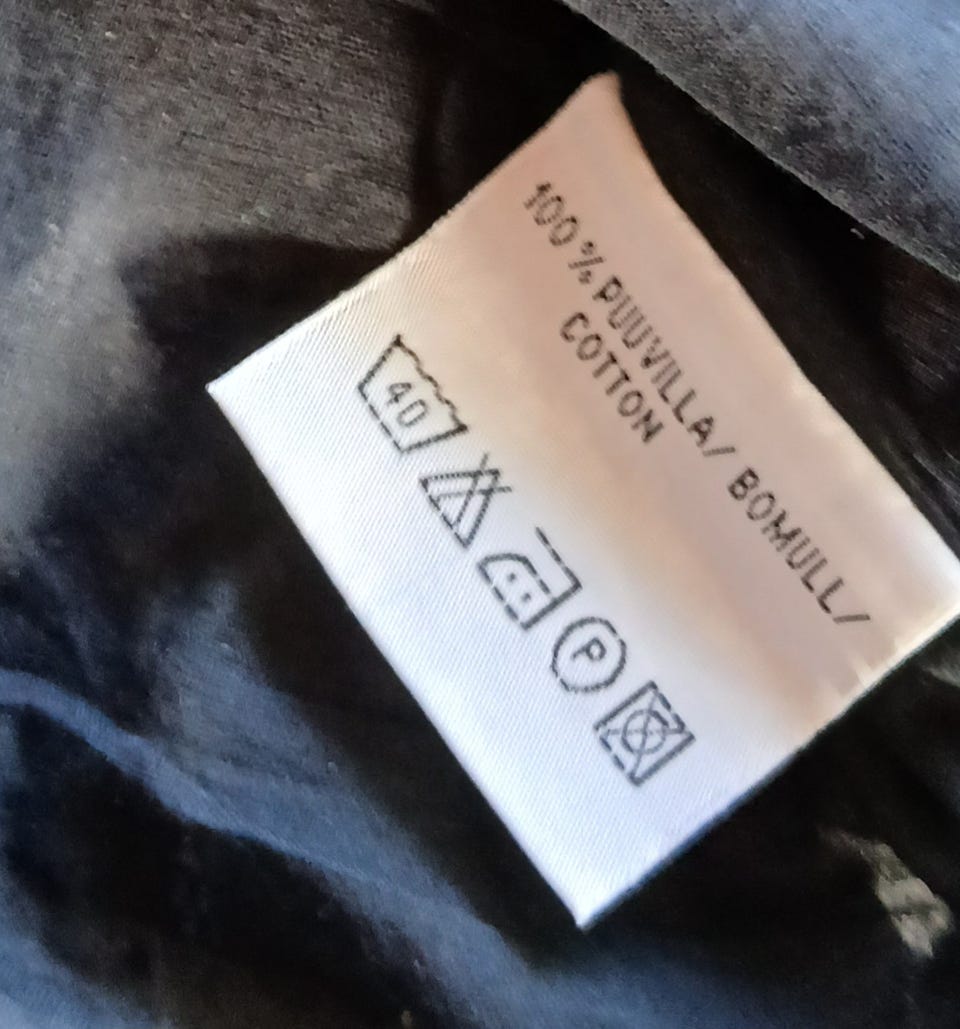 100 % PUUVILLA/ BOMULL/
COTTON
40
P